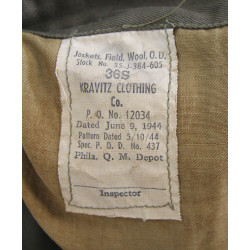 Jackets, Field, Wool, O.D.
Stock No. 55-J-384-605
36S
KRAVITZ CLOTHING
Co.
P. O. No. 12034
Dated June 9, 1944
Pattern Dated 5/10/44
Spec. P. Q. D. No. 437
Phila. Q. M. Depot
Inspector